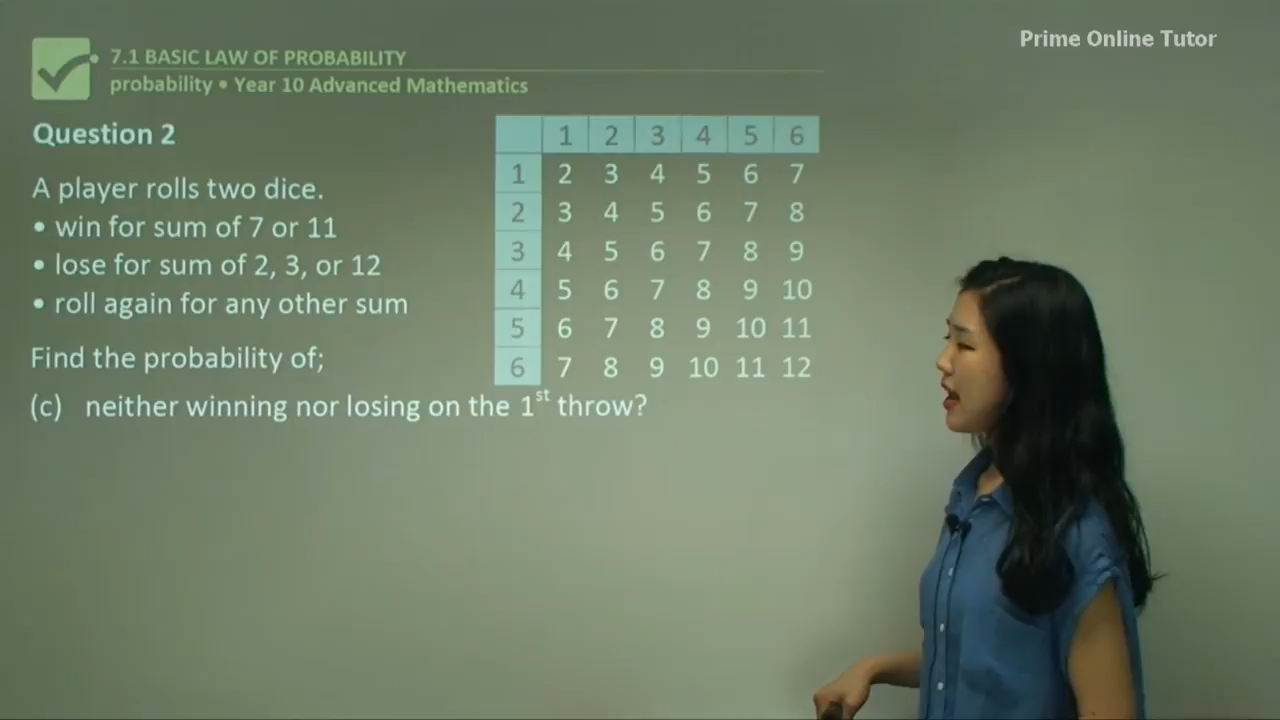 Prime Online Tutor
7.1 BASIC LAW OF PROBABILITY
probability • Year 10 Advanced Mathematics
Question 2
A player rolls two dice.
• win for sum of 7 or 11
• lose for sum of 2, 3, or 12
• roll again for any other sum
Find the probability of;
(c) neither winning nor losing on the 1st throw?
1 2 3 4 5 6
1 2 3 4 5 6 7
2 3 4 5 6 7 8
3 4 5 6 7 8 9
4 5 6 7 8 9 10
5 6 7 8 9 10 11
6 7 8 9 10 11 12